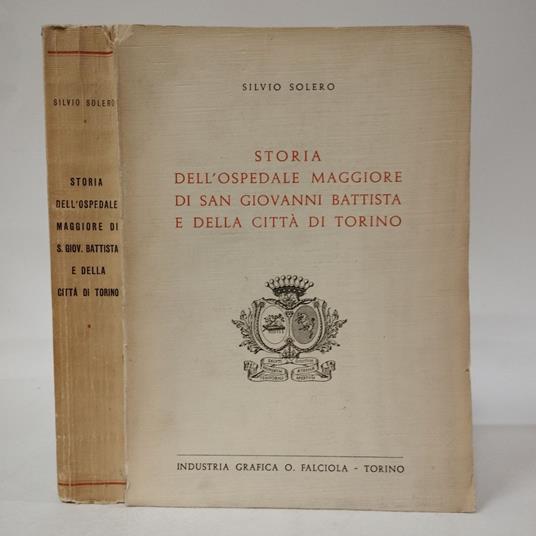 SILVIO SOLERO
STORIA
DELL'OSPEDALE
MAGGIORE DI
S. GIOV. BATTISTA
E DELLA
CITTÀ DI TORINO
SILVIO SOLERO
STORIA
DELL'OSPEDALE MAGGIORE
DI SAN GIOVANNI BATTISTA
E DELLA CITTÀ DI TORINO
INDUSTRIA GRAFICA O. FALCIOLA - TORINO